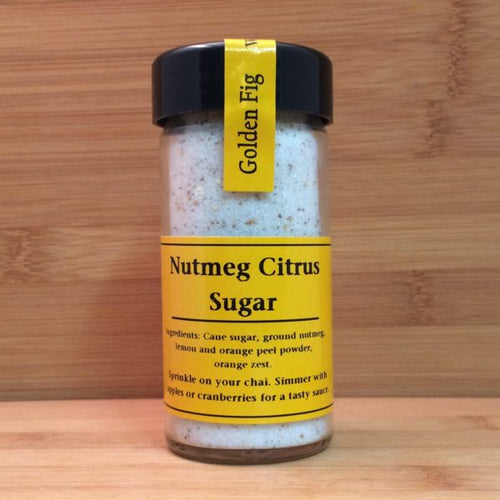 Golden Fig
Nutmeg Citrus
Sugar
Ingredients: Cane sugar, ground nutmeg,
lemon and orange peel powder,
orange zest.
Sprinkle on your chai. Simmer with
apples or cranberries for a tasty sauce.